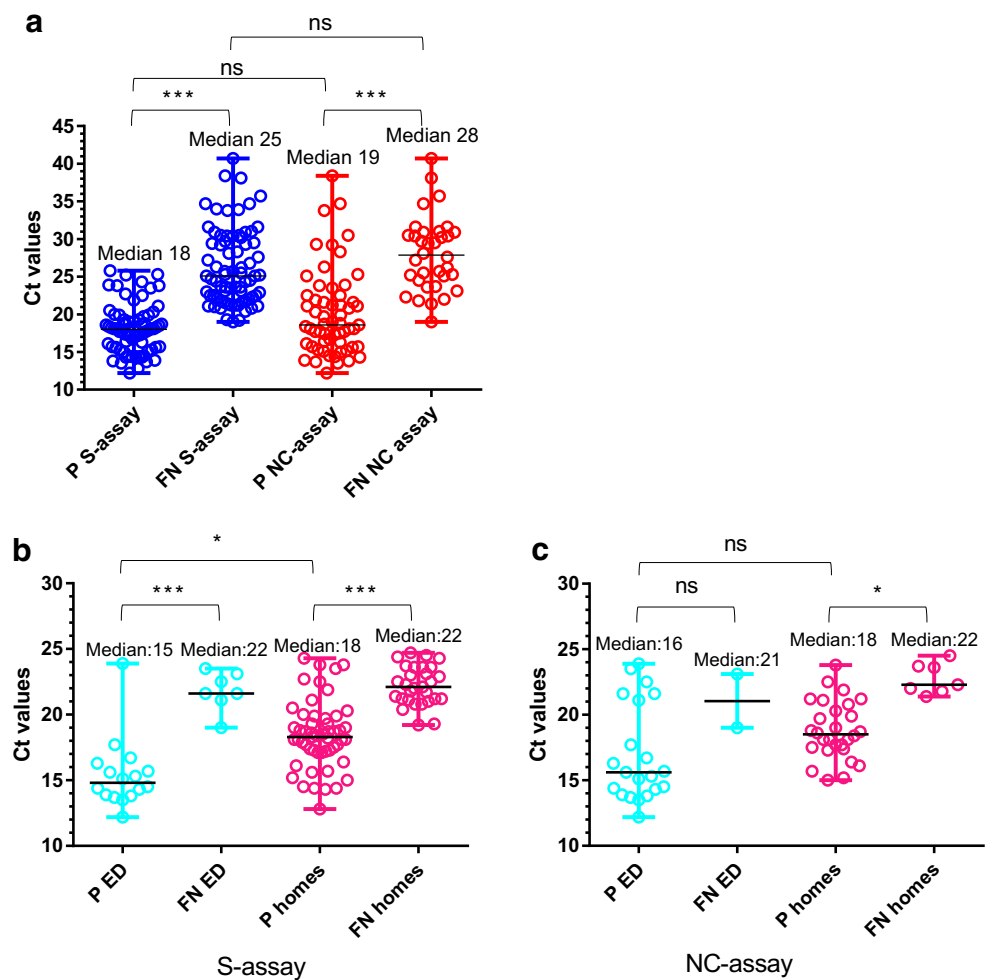 a
ns
ns
*** ***
Median 25 Median 28
Median 19
Median 18
Ct values
45
40
35
30
25
20
15
10
P S-assay
FN S-assay
P NC-assay
FN NC assay
b
*
*** ***
Median:15 Median:22 Median:18 Median:22
Ct values
30
25
20
15
10
P ED
FN ED
P homes
FN homes
S-assay
c
ns
ns *
Median:16 Median:21 Median:18 Median:22
Ct values
30
25
20
15
10
P ED
FN ED
P homes
FN homes
NC-assay